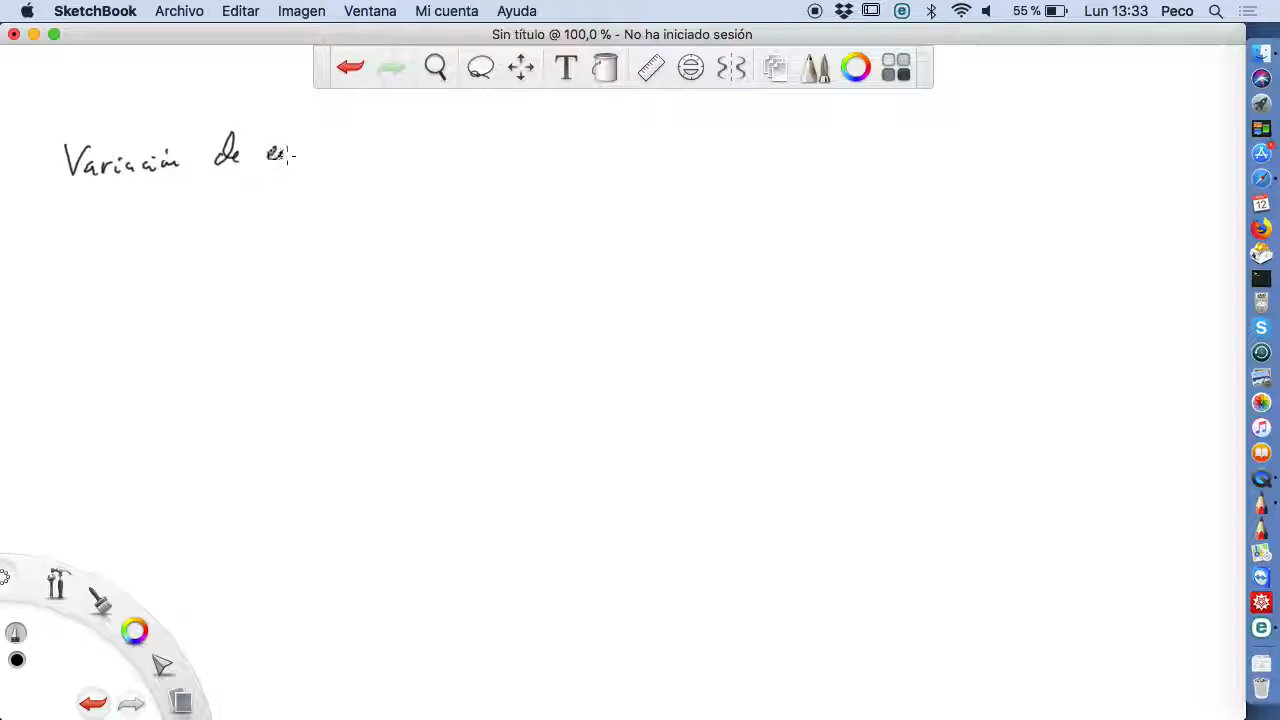 SketchBook Archivo Editar Imagen Ventana Mi cuenta Ayuda 55 % Lun 13:33 Peco
Sin título @ 100,0 % - No ha iniciado sesión
T
Variación de
12
S